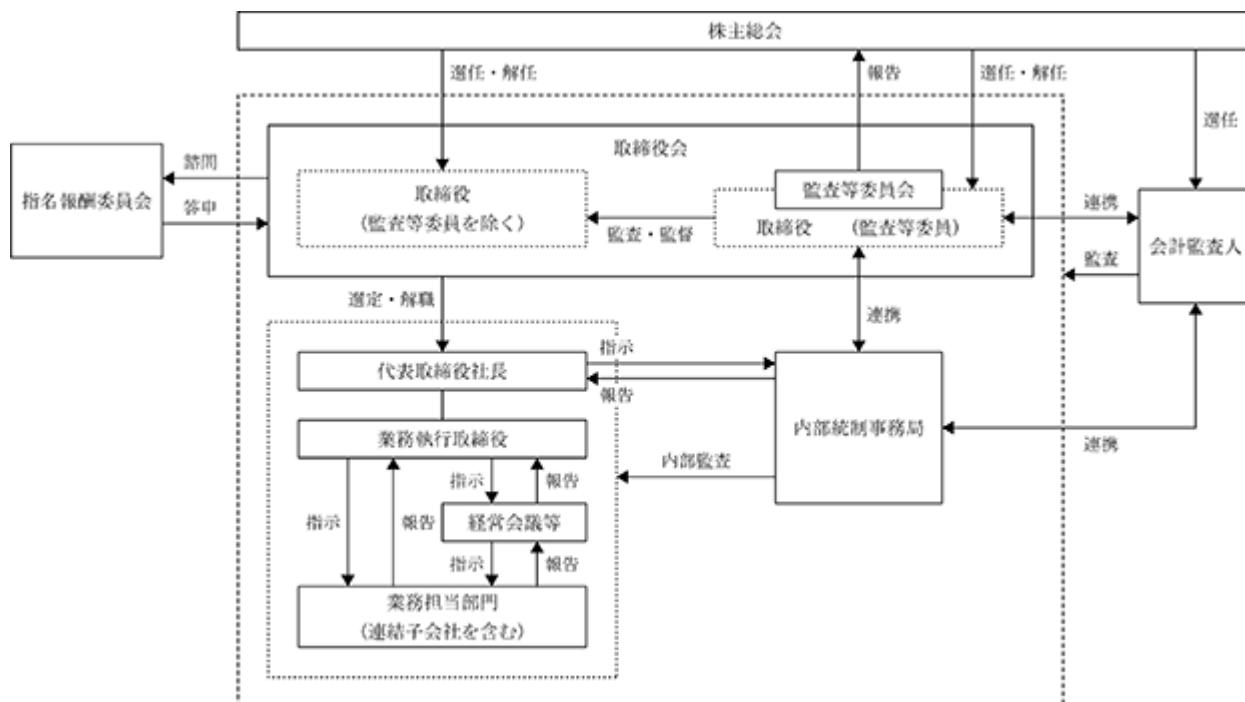 株主総会
選任・解任
報告
選任・解任
選任
取締役会
指名報酬委員会
諮問
答申
取締役
(監査等委員を除く)
監査・監督
監査等委員会
取締役 (監査等委員)
連携
監査
会計監査人
選定・解職
連携
代表取締役社長
指示
報告
業務執行取締役
内部統制事務局
連携
内部監査
指示
報告
指示
報告
経営会議等
指示
報告
業務担当部門
(連結子会社を含む)